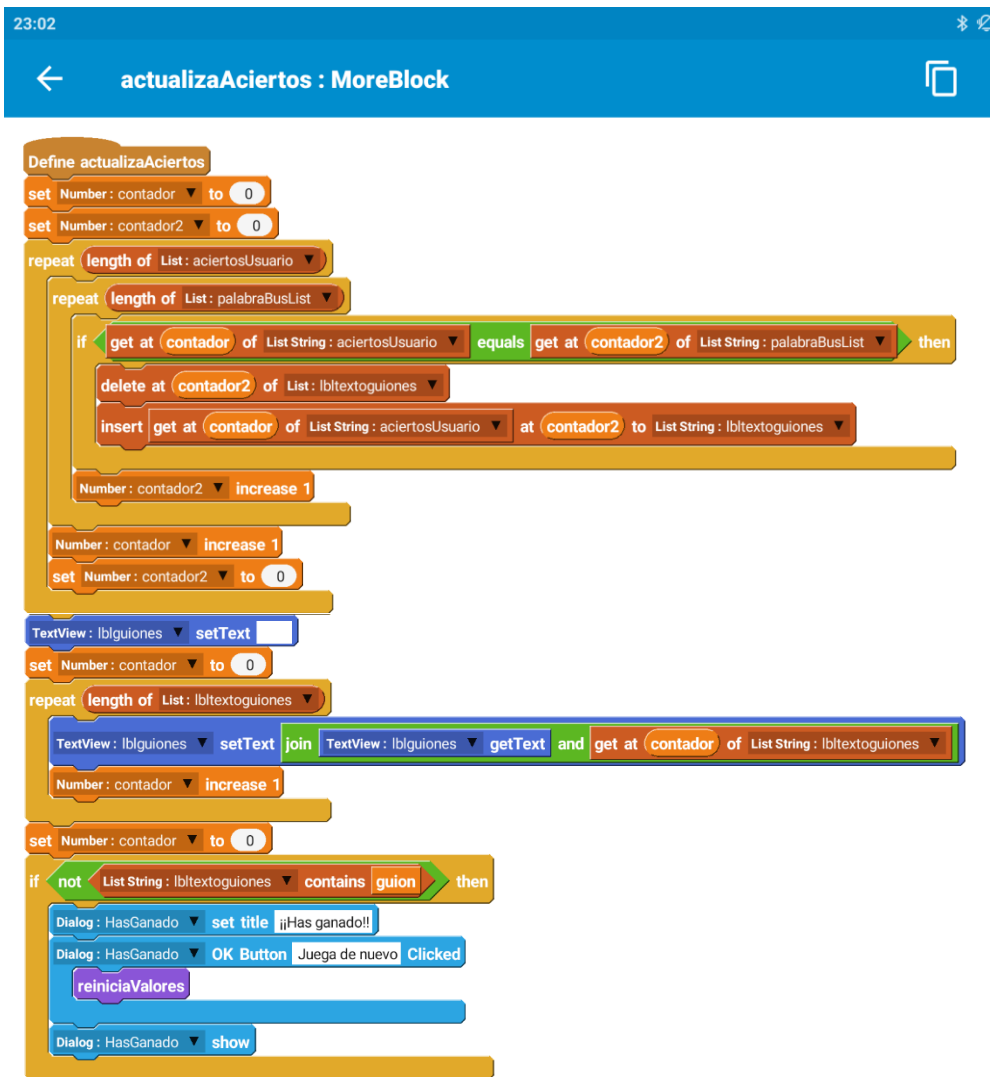 23:02
actualizaAciertos : MoreBlock
Define actualizaAciertos
set Number : contador to 0
set Number : contador2 to 0
repeat length of List : aciertosUsuario
repeat length of List : palabraBusList
if get at contador of List String : aciertosUsuario equals get at contador2 of List String : palabraBusList then
delete at contador2 of List : lbltextoguiones
insert get at contador of List String : aciertosUsuario at contador2 to List String : lbltextoguiones
Number : contador2 increase 1
Number : contador increase 1
set Number : contador2 to 0
TextView : lblguiones setText
set Number : contador to 0
repeat length of List : lbltextoguiones
TextView : lblguiones setText join TextView : lblguiones getText and get at contador of List String : lbltextoguiones
Number : contador increase 1
set Number : contador to 0
if not List String : lbltextoguiones contains guion then
Dialog : HasGanado set title ¡¡Has ganado!!
Dialog : HasGanado OK Button Juega de nuevo Clicked
reiniciaValores
Dialog : HasGanado show